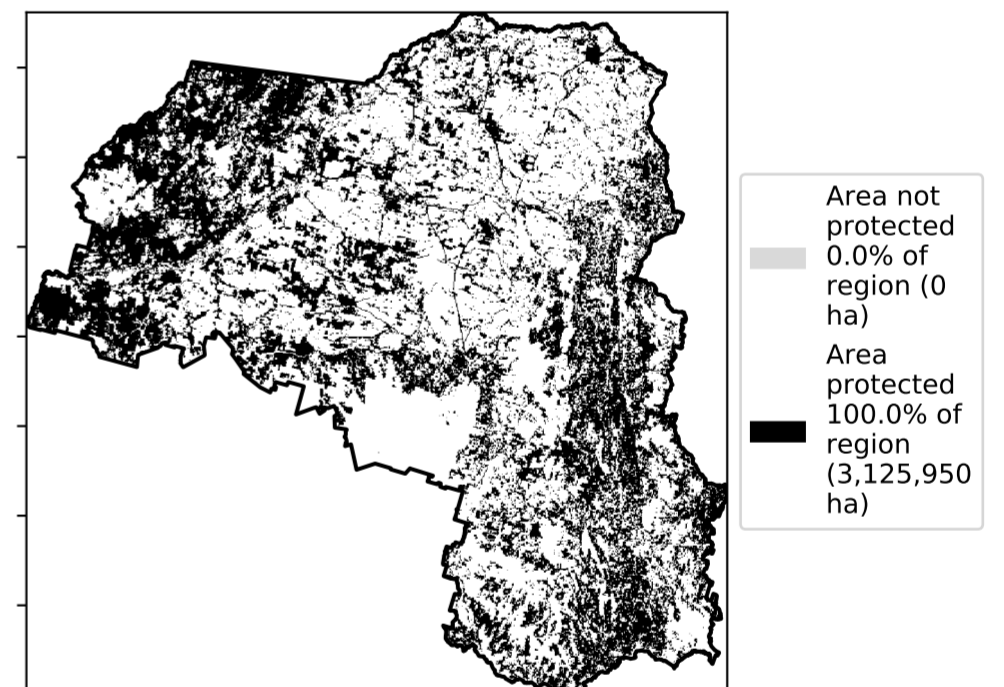 Area not
protected
0.0% of
region (0
ha)
Area
protected
100.0% of
region
(3,125,950
ha)